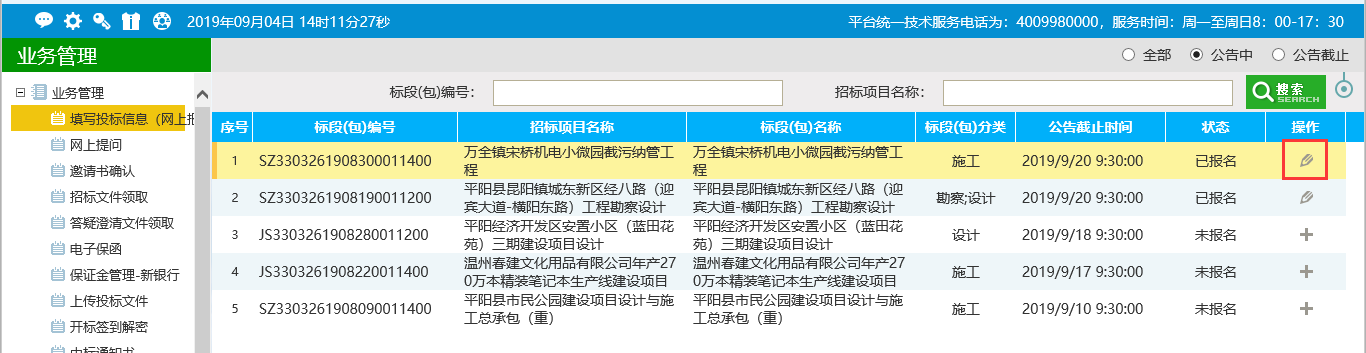 2019年09月04日 14时11分27秒
平台统一技术服务电话为：4009980000，服务时间：周一至周日8：00-17：30
业务管理
全部 公告中 公告截止
业务管理
填写投标信息（网上报
网上提问
邀请书确认
招标文件领取
答疑澄清文件领取
电子保函
保证金管理-新银行
上传投标文件
开标签到解密
中标通知书
标段(包)编号： 招标项目名称： 搜索
SEARCH
序号 标段(包)编号 招标项目名称 标段(包)名称 标段(包)分类 公告截止时间 状态 操作
1 SZ3303261908300011400 万全镇宋桥机电小微园截污纳管工 万全镇宋桥机电小微园截污纳管工 施工 2019/9/20 9:30:00 已报名
程 程
2 SZ3303261908190011200 平阳县昆阳镇城东新区经八路（迎 平阳县昆阳镇城东新区经八路（迎 勘察;设计 2019/9/20 9:30:00 已报名
宾大道-横阳东路）工程勘察设计 宾大道-横阳东路）工程勘察设计
3 JS3303261908280011200 平阳经济开发区安置小区（蓝田花 平阳经济开发区安置小区（蓝田花 设计 2019/9/18 9:30:00 未报名
苑）三期建设项目设计 苑）三期建设项目设计
4 JS3303261908220011400 温州春建文化用品有限公司年产27 温州春建文化用品有限公司年产27 施工 2019/9/17 9:30:00 未报名
0万本精装笔记本生产线建设项目 0万本精装笔记本生产线建设项目
5 SZ3303261908090011400 平阳县市民公园建设项目设计与施 平阳县市民公园建设项目设计与施 施工 2019/9/10 9:30:00 未报名
工总承包（重） 工总承包（重）